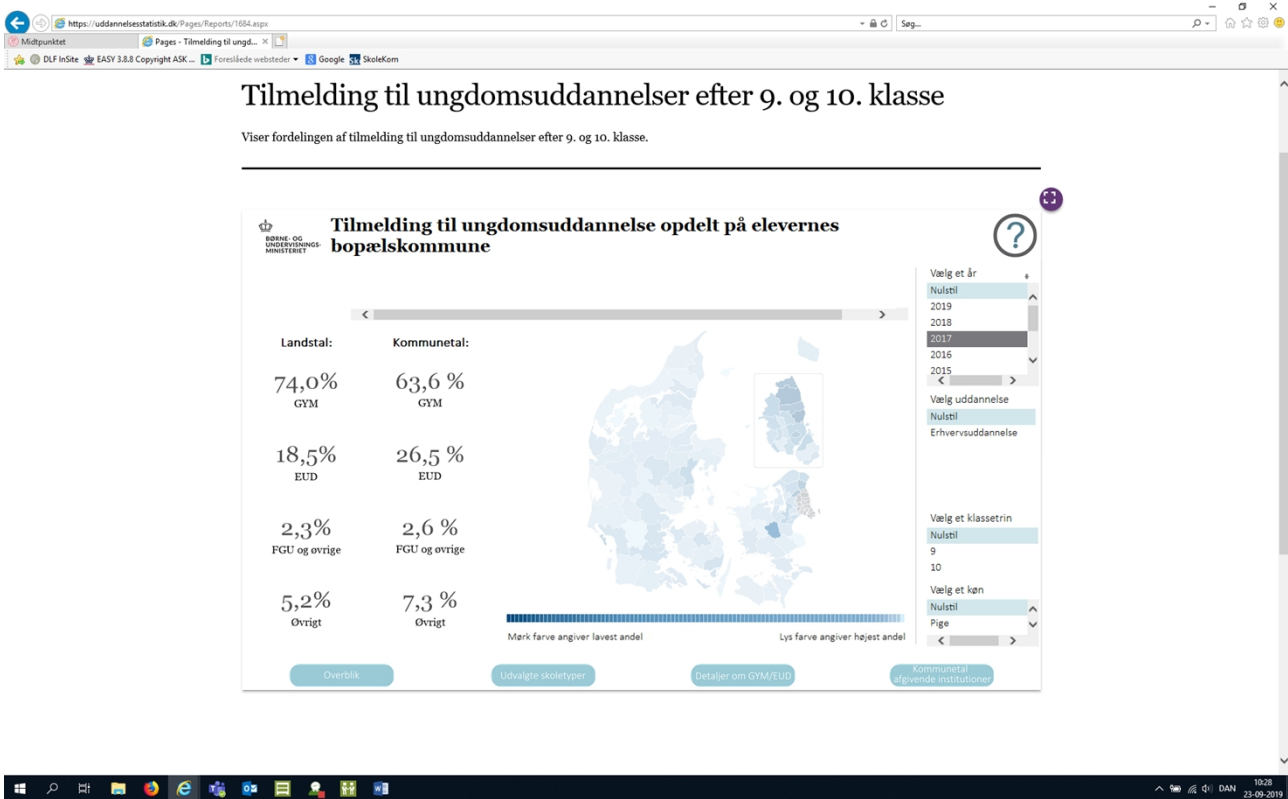 https://uddannelsesstatistik.dk/Pages/Reports/1684.aspx
Søg...
Midtpunktet
Pages - Tilmelding til ungd...
DLF InSite
EASY 3.8.8 Copyright ASK ...
Foreslåede websteder
Google
SkoleKom
Tilmelding til ungdomsuddannelser efter 9. og 10. klasse
Viser fordelingen af tilmelding til ungdomsuddannelser efter 9. og 10. klasse.
BØRNE- OG
UNDERVISNINGS-
MINISTERIET
Tilmelding til ungdomsuddannelse opdelt på elevernes
bopælskommune
?
Landstal:
Kommunetal:
74,0%
GYM
63,6 %
GYM
18,5%
EUD
26,5 %
EUD
2,3%
FGU og øvrige
2,6 %
FGU og øvrige
5,2%
Øvrigt
7,3 %
Øvrigt
Mørk farve angiver lavest andel
Lys farve angiver højest andel
Vælg et år
Nulstil
2019
2018
2017
2016
2015
Vælg uddannelse
Nulstil
Erhvervsuddannelse
Vælg et klassetrin
Nulstil
9
10
Vælg et køn
Nulstil
Pige
Overblik
Udvalgte skoletyper
Detaljer om GYM/EUD
Kommunetal
afgivende institutioner
DAN
10:28
23-09-2019